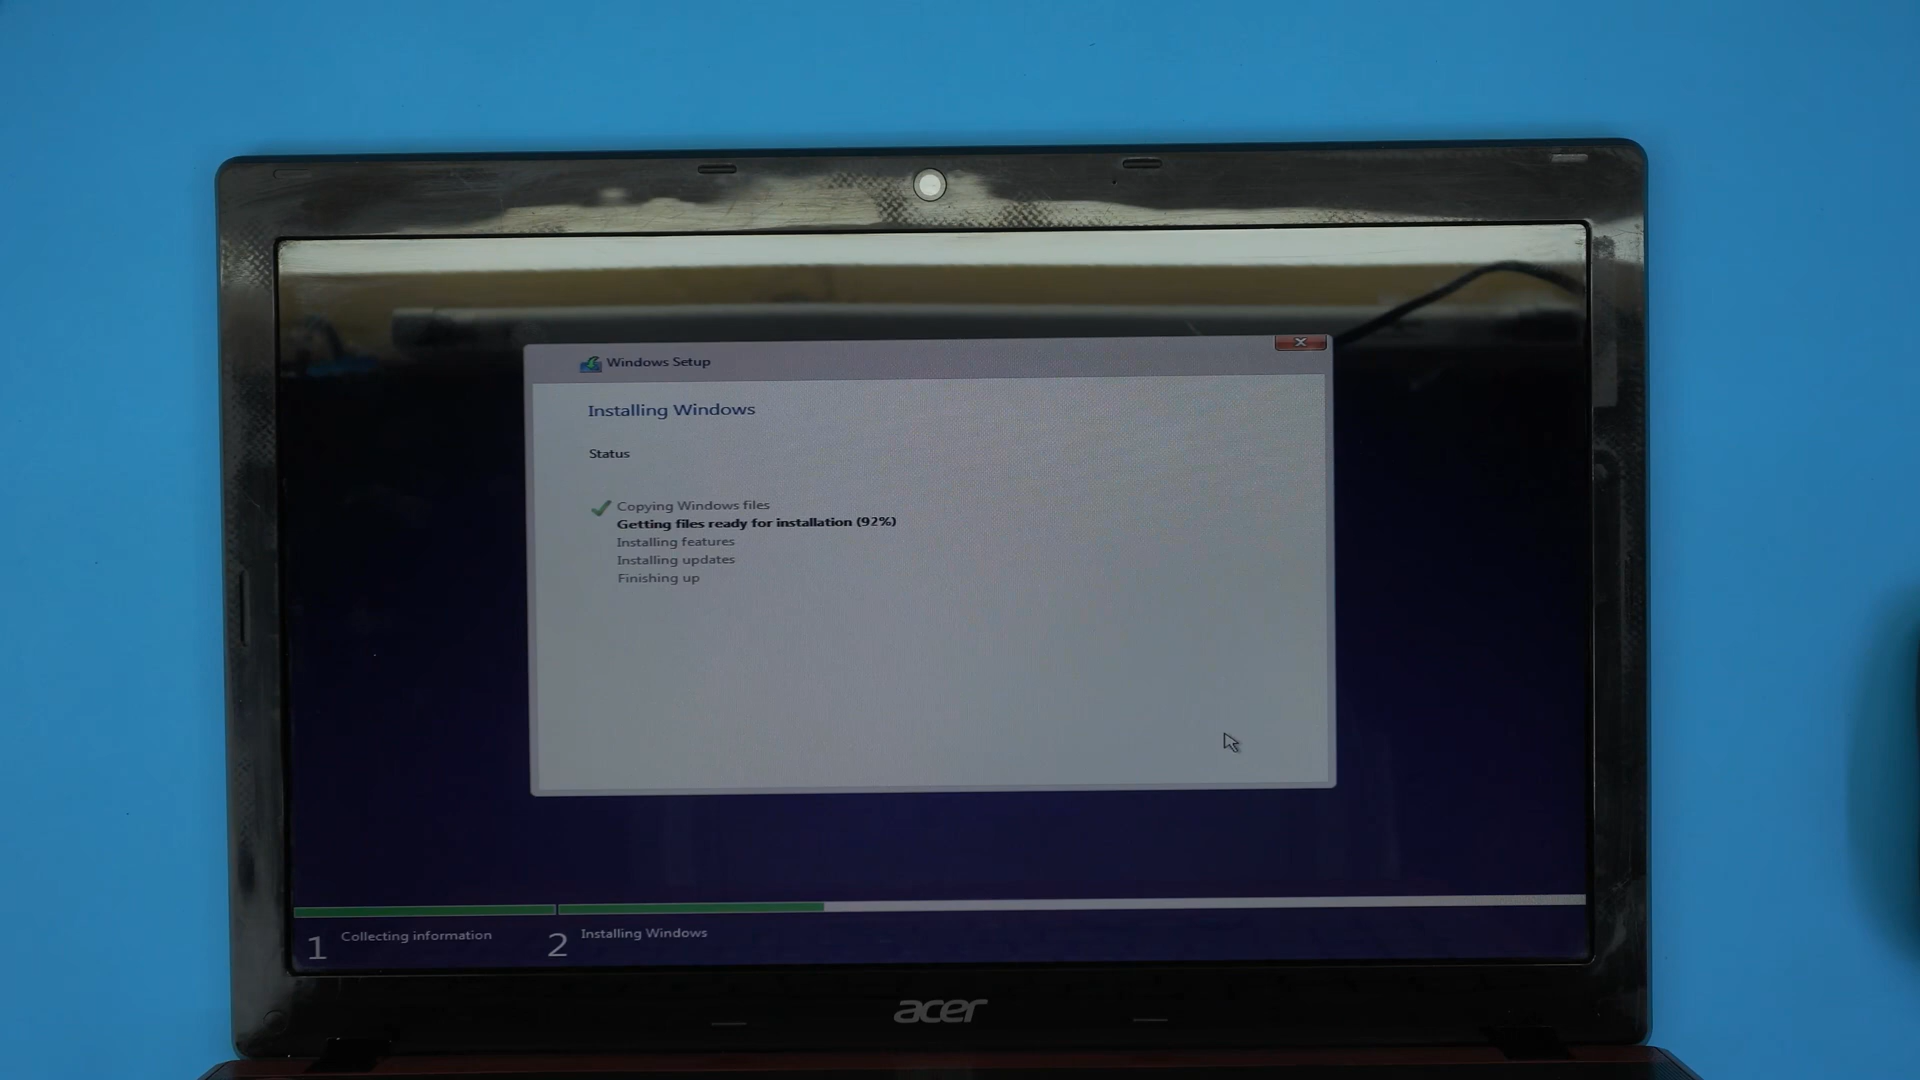 Windows Setup
Installing Windows
Status
Copying Windows files
Getting files ready for installation (92%)
Installing features
Installing updates
Finishing up
1 Collecting information
2 Installing Windows
acer